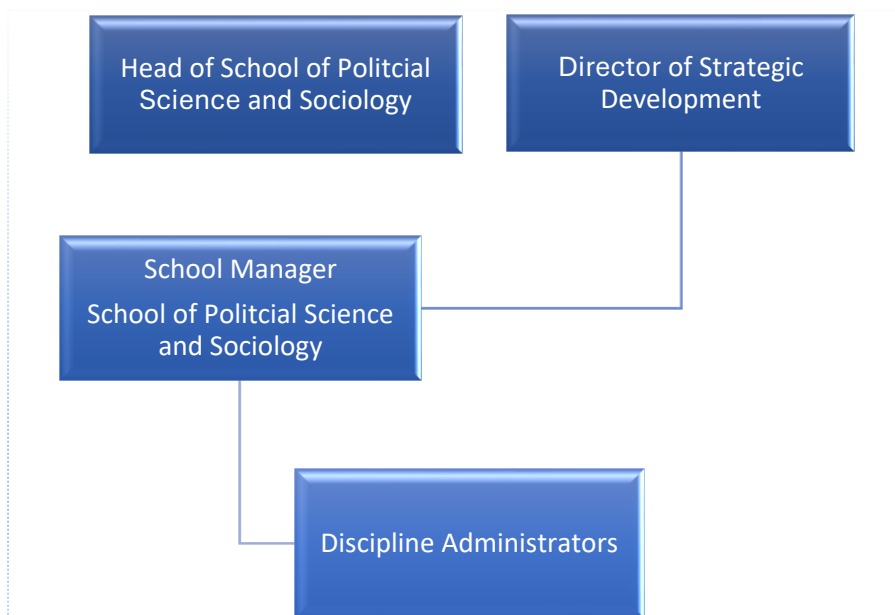 Head of School of Politcial
Science and Sociology
Director of Strategic
Development
School Manager
School of Politcial Science
and Sociology
Discipline Administrators